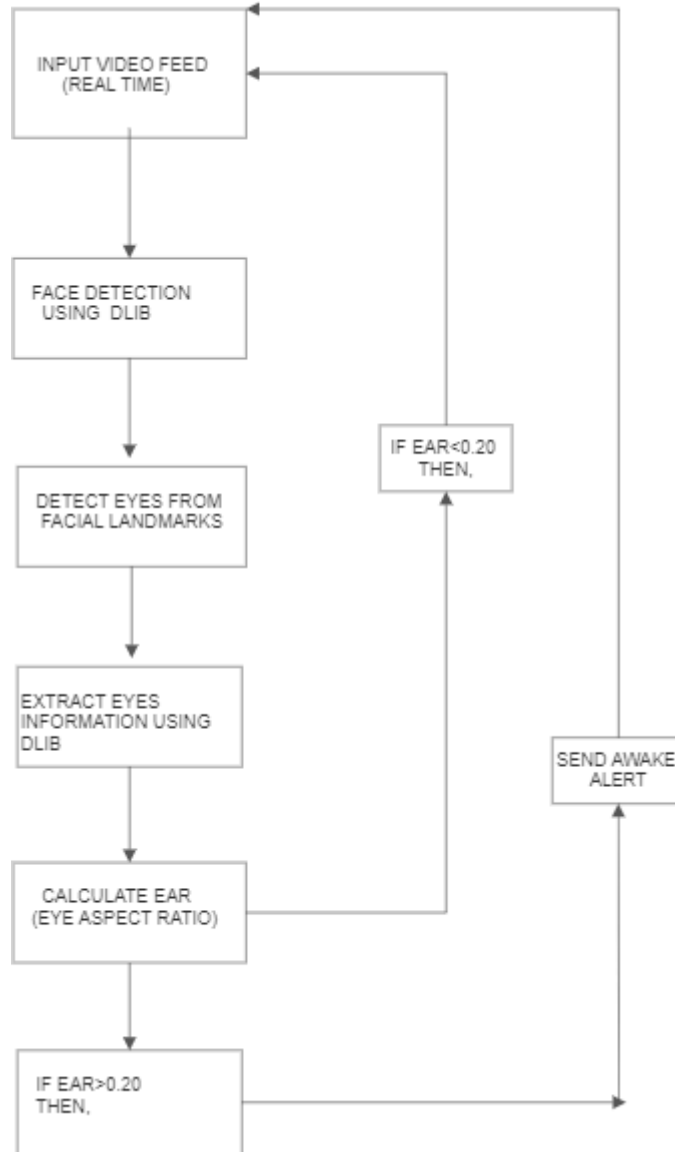 INPUT VIDEO FEED
(REAL TIME)
FACE DETECTION
USING DLIB
IF EAR<0.20
THEN,
DETECT EYES FROM
FACIAL LANDMARKS
EXTRACT EYES
INFORMATION USING
DLIB
SEND AWAKE
ALERT
CALCULATE EAR
(EYE ASPECT RATIO)
IF EAR>0.20
THEN,